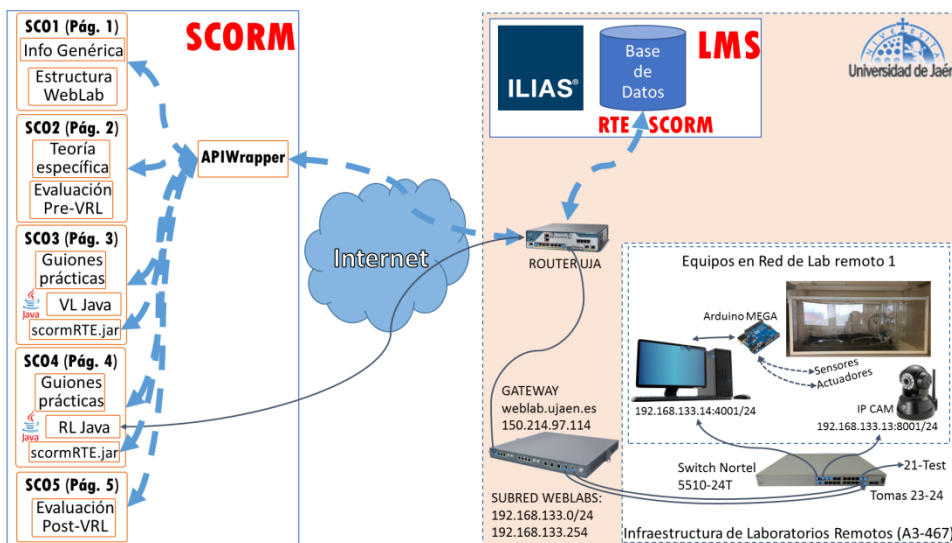 SCORM
SCO1 (Pág. 1)
Info Genérica
Estructura
WebLab
SCO2 (Pág. 2)
Teoría
específica
Evaluación
Pre-VRL
SCO3 (Pág. 3)
Guiones
prácticas
Java
VL Java
scormRTE.jar
SCO4 (Pág. 4)
Guiones
prácticas
Java
RL Java
scormRTE.jar
SCO5 (Pág. 5)
Evaluación
Post-VRL
APIWrapper
Internet
ILIAS®
Base
de
Datos
LMS
RTE SCORM
Universidad de Jaén
ROUTER UJA
Equipos en Red de Lab remoto 1
Arduino MEGA
Sensores
Actuadores
192.168.133.14:4001/24
IP CAM
192.168.133.13:8001/24
GATEWAY
weblab.ujaen.es
150.214.97.114
SUBRED WEBLABS:
192.168.133.0/24
192.168.133.254
Switch Nortel
5510-24T
21-Test
Tomas 23-24
Infraestructura de Laboratorios Remotos (A3-467)